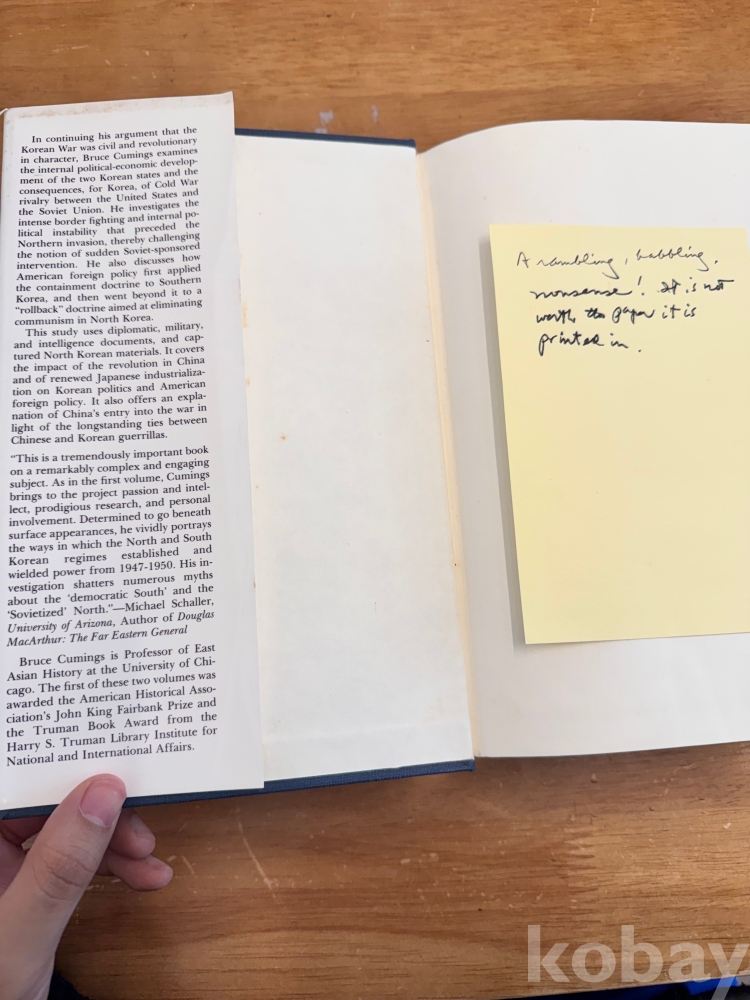 In continuing his argument that the
Korean War was civil and revolutionary
in character, Bruce Cumings examines
the internal political-economic develop-
ment of the two Korean states and the
consequences, for Korea, of Cold War
rivalry between the United States and
the Soviet Union. He investigates the
intense border fighting and internal po-
litical instability that preceded the
Northern invasion, thereby challenging
the notion of sudden Soviet-sponsored
intervention. He also discusses how
American foreign policy first applied
the containment doctrine to Southern
Korea, and then went beyond it to a
"rollback" doctrine aimed at eliminating
communism in North Korea.
This study uses diplomatic, military,
and intelligence documents, and cap-
tured North Korean materials. It covers
the impact of the revolution in China
and of renewed Japanese industrializa-
tion on Korean politics and American
foreign policy. It also offers an expla-
nation of China's entry into the war in
light of the longstanding ties between
Chinese and Korean guerrillas.
"This is a tremendously important book
on a remarkably complex and engaging
subject. As in the first volume, Cumings
brings to the project passion and intel-
lect, prodigious research, and personal
involvement. Determined to go beneath
surface appearances, he vividly portrays
the ways in which the North and South
Korean regimes established and
wielded power from 1947-1950. His in-
vestigation shatters numerous myths
about the 'democratic South' and the
'Sovietized' North."—Michael Schaller,
University of Arizona, Author of Douglas
MacArthur: The Far Eastern General
Bruce Cumings is Professor of East
Asian History at the University of Chi-
cago. The first of these two volumes was
awarded the American Historical Asso-
ciation's John King Fairbank Prize and
the Truman Book Award from the
Harry S. Truman Library Institute for
National and International Affairs.
A rambling, babbling,
nonsense! It is not
worth the paper it is
printed in.
kobay